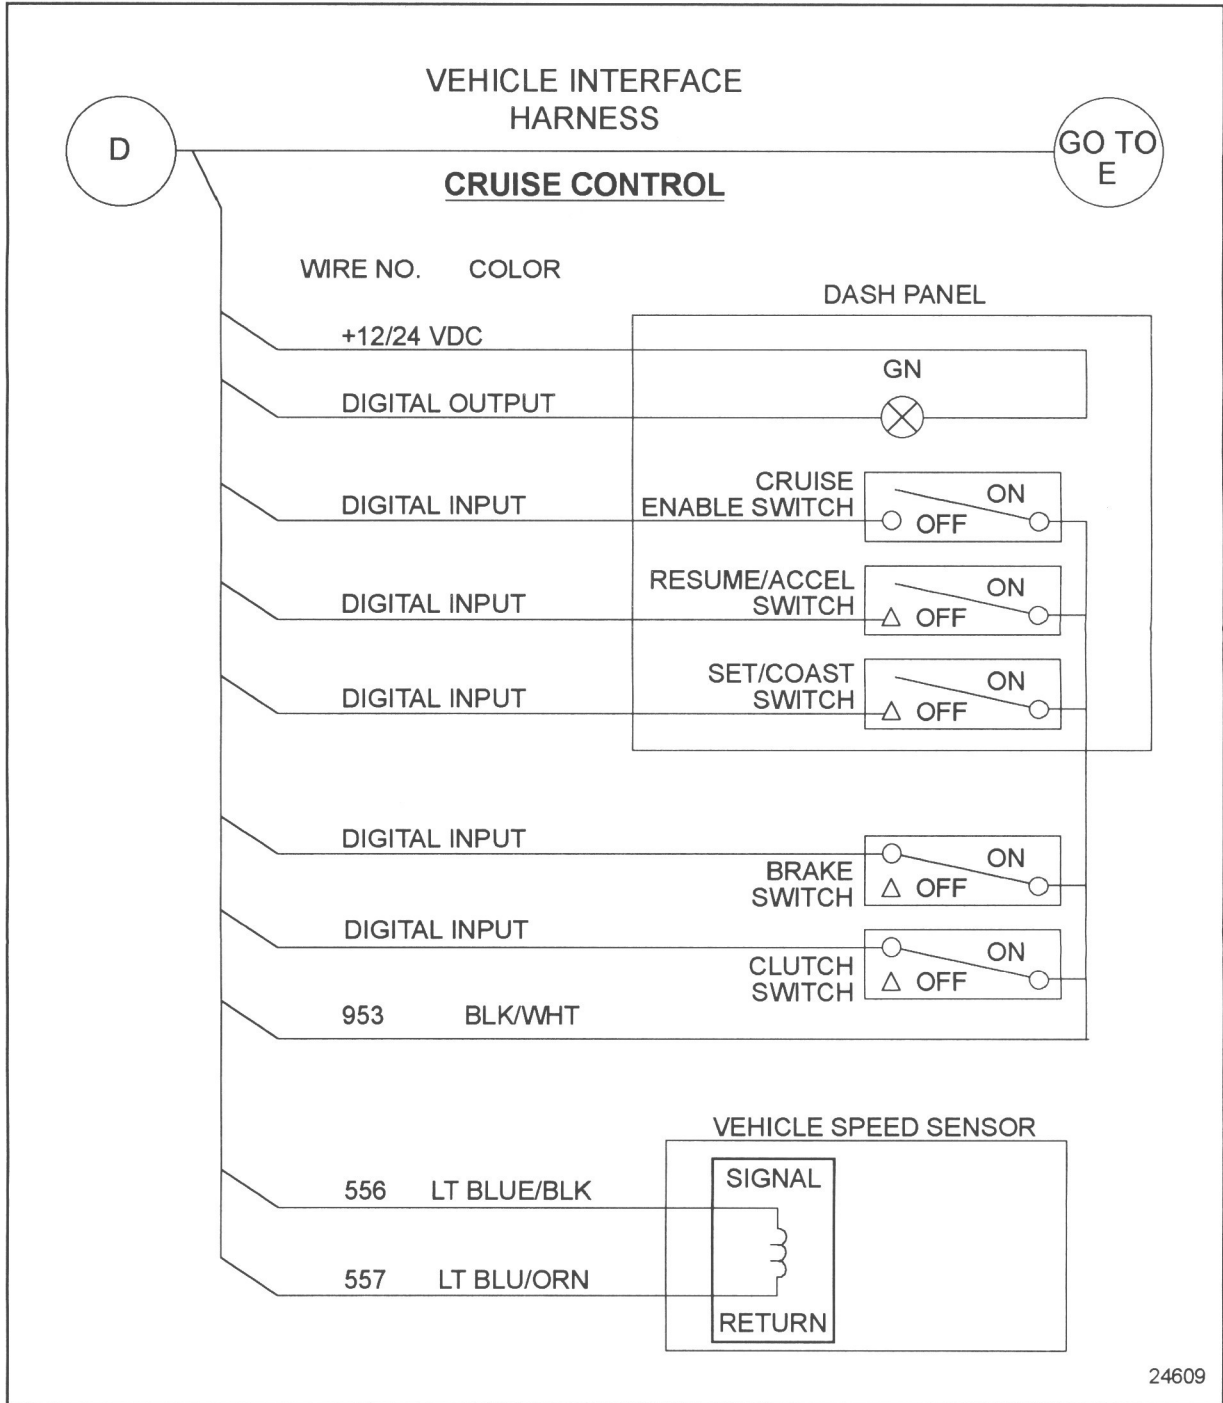 VEHICLE INTERFACE
HARNESS
D
GO TO
E
CRUISE CONTROL
WIRE NO. COLOR
DASH PANEL
+12/24 VDC
GN
DIGITAL OUTPUT
CRUISE
ENABLE SWITCH
ON
OFF
DIGITAL INPUT
RESUME/ACCEL
SWITCH
ON
OFF
DIGITAL INPUT
SET/COAST
SWITCH
ON
OFF
DIGITAL INPUT
DIGITAL INPUT
BRAKE
SWITCH
ON
OFF
DIGITAL INPUT
CLUTCH
SWITCH
ON
OFF
953 BLK/WHT
VEHICLE SPEED SENSOR
SIGNAL
556 LT BLUE/BLK
557 LT BLU/ORN
RETURN
24609